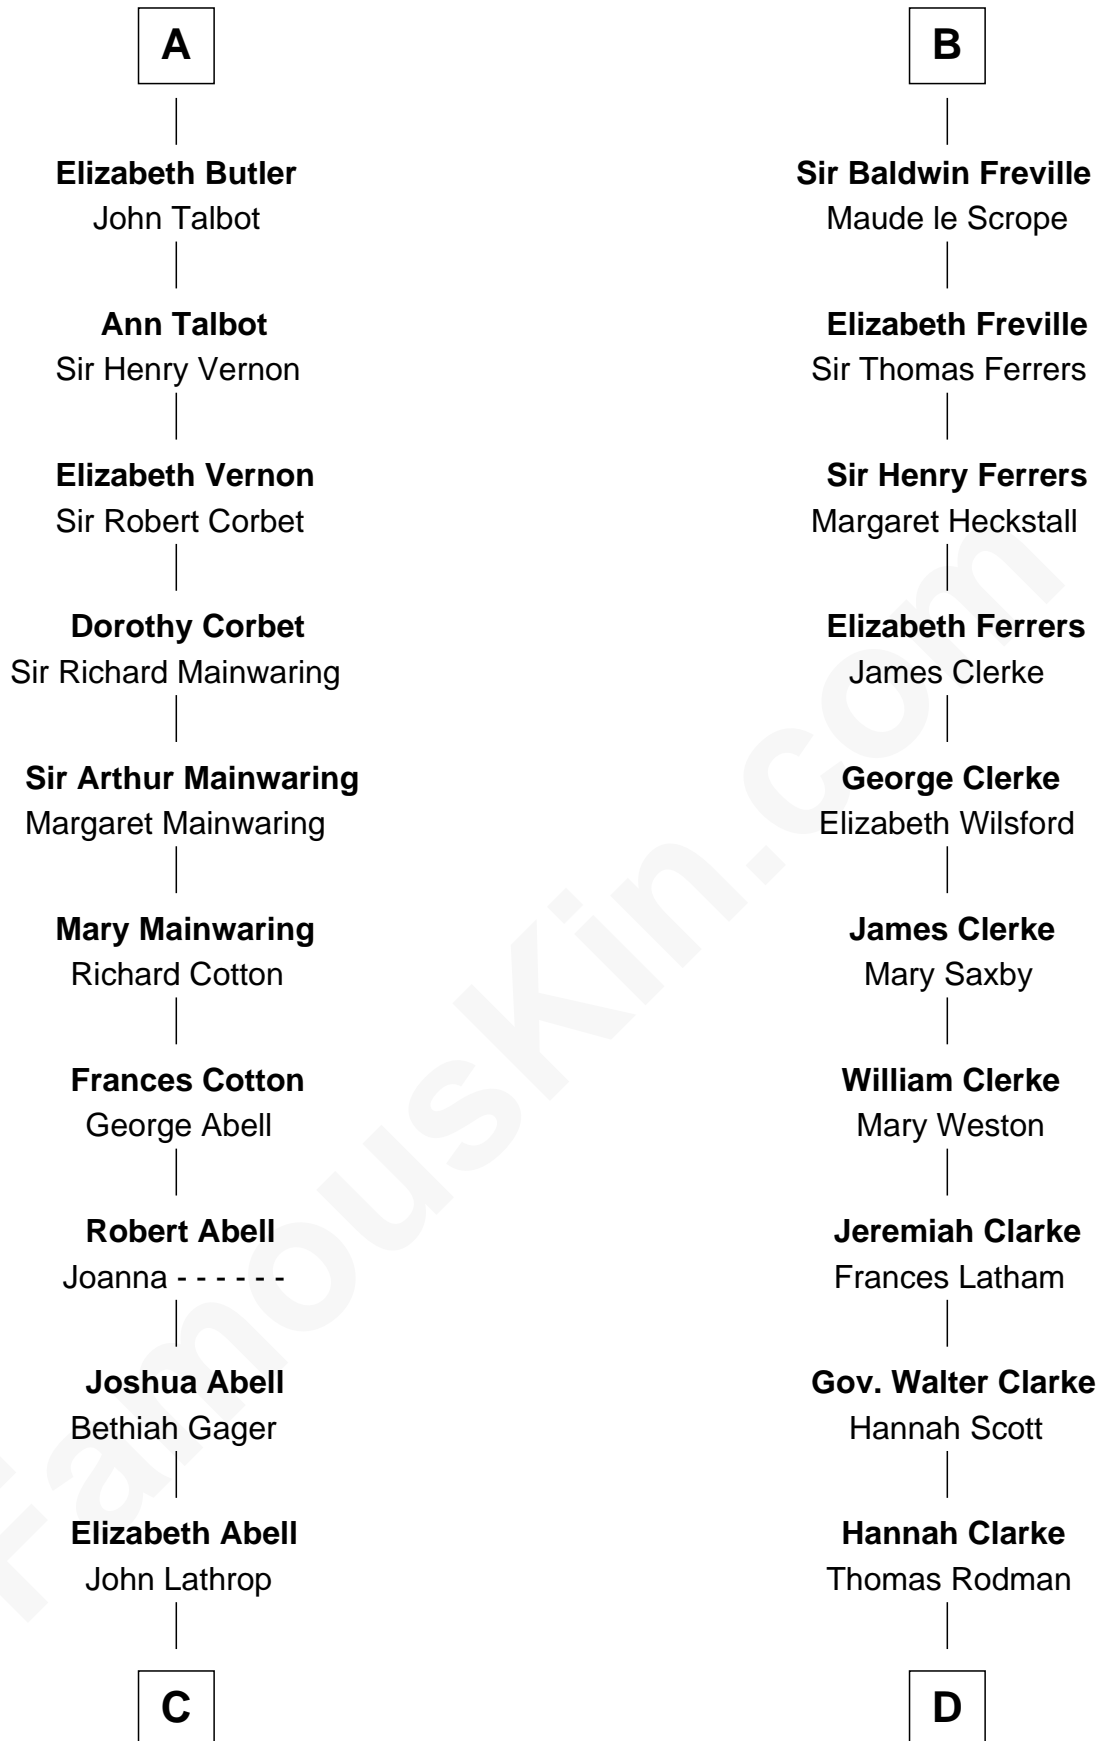 A
Elizabeth Butler
John Talbot
Ann Talbot
Sir Henry Vernon
Elizabeth Vernon
Sir Robert Corbet
Dorothy Corbet
Sir Richard Mainwaring
Sir Arthur Mainwaring
Margaret Mainwaring
Mary Mainwaring
Richard Cotton
Frances Cotton
George Abell
Robert Abell
Joanna - - - - - -
Joshua Abell
Bethiah Gager
Elizabeth Abell
John Lathrop
C
B
Sir Baldwin Freville
Maude le Scrope
Elizabeth Freville
Sir Thomas Ferrers
Sir Henry Ferrers
Margaret Heckstall
Elizabeth Ferrers
James Clerke
George Clerke
Elizabeth Wilsford
James Clerke
Mary Saxby
William Clerke
Mary Weston
Jeremiah Clarke
Frances Latham
Gov. Walter Clarke
Hannah Scott
Hannah Clarke
Thomas Rodman
D
FamousKin.com